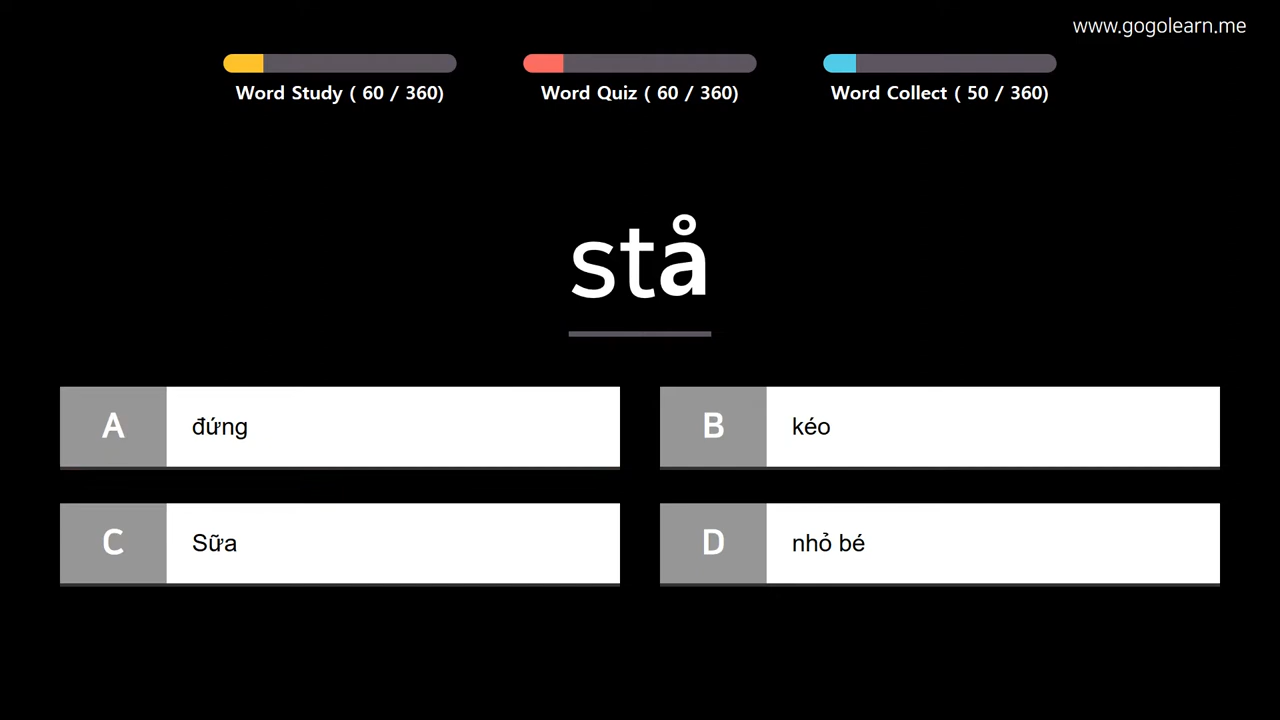 www.gogolearn.me
Word Study ( 60 / 360)
Word Quiz ( 60 / 360)
Word Collect ( 50 / 360)
stå
A đứng
B kéo
C Sữa
D nhỏ bé